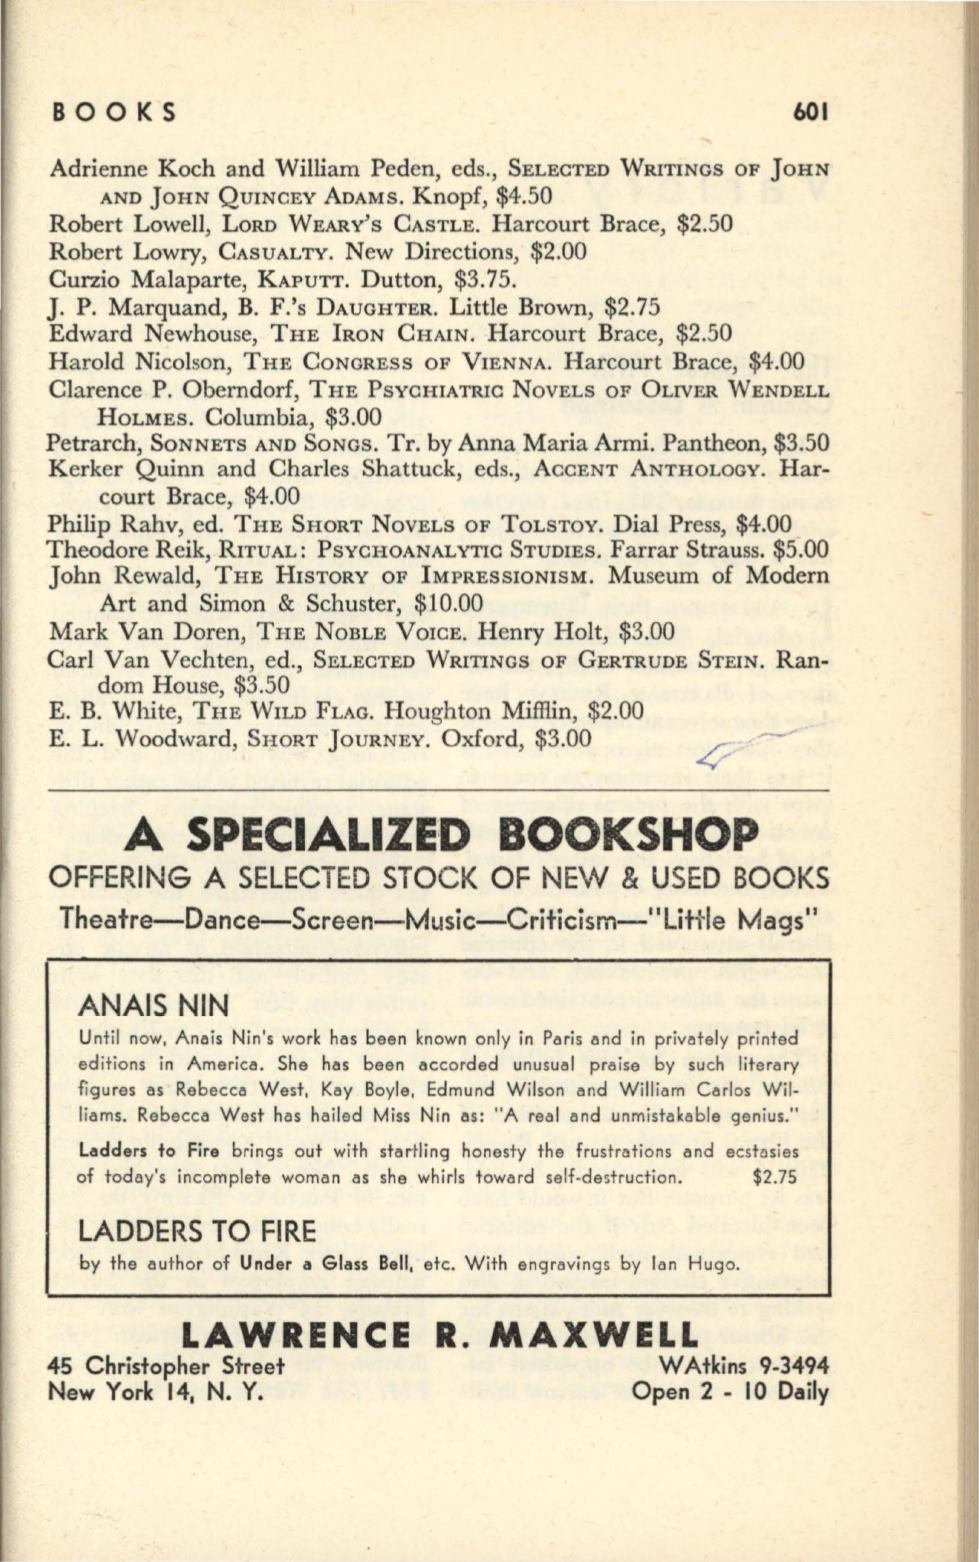 BOOKS 601
Adrienne Koch and William Peden, eds., SELECTED WRITINGS OF JOHN
AND JOHN QUINCEY ADAMS. Knopf, $4.50
Robert Lowell, LORD WEARY'S CASTLE. Harcourt Brace, $2.50
Robert Lowry, CASUALTY. New Directions, $2.00
Curzio Malaparte, KAPUTT. Dutton, $3.75.
J. P. Marquand, B. F.'s DAUGHTER. Little Brown, $2.75
Edward Newhouse, THE IRON CHAIN. Harcourt Brace, $2.50
Harold Nicolson, THE CONGRESS OF VIENNA. Harcourt Brace, $4.00
Clarence P. Oberndorf, THE PSYCHIATRIC NOVELS OF OLIVER WENDELL
HOLMES. Columbia, $3.00
Petrarch, SONNETS AND SONGS. Tr. by Anna Maria Armi. Pantheon, $3.50
Kerker Quinn and Charles Shattuck, eds., ACCENT ANTHOLOGY. Har-
court Brace, $4.00
Philip Rahv, ed. THE SHORT NOVELS OF TOLSTOY. Dial Press, $4.00
Theodore Reik, RITUAL: PSYCHOANALYTIC STUDIES. Farrar Strauss. $5.00
John Rewald, THE HISTORY OF IMPRESSIONISM. Museum of Modern
Art and Simon & Schuster, $10.00
Mark Van Doren, THE NOBLE VOICE. Henry Holt, $3.00
Carl Van Vechten, ed., SELECTED WRITINGS OF GERTRUDE STEIN. Ran-
dom House, $3.50
E. B. White, THE WILD FLAG. Houghton Mifflin, $2.00
E. L. Woodward, SHORT JOURNEY. Oxford, $3.00
A SPECIALIZED BOOKSHOP
OFFERING A SELECTED STOCK OF NEW & USED BOOKS
Theatre—Dance—Screen—Music—Criticism—"Little Mags"
ANAIS NIN
Until now, Anais Nin's work has been known only in Paris and in privately printed
editions in America. She has been accorded unusual praise by such literary
figures as Rebecca West, Kay Boyle, Edmund Wilson and William Carlos Wil-
liams. Rebecca West has hailed Miss Nin as: "A real and unmistakable genius."
Ladders to Fire brings out with startling honesty the frustrations and ecstasies
of today's incomplete woman as she whirls toward self-destruction. $2.75
LADDERS TO FIRE
by the author of Under a Glass Bell, etc. With engravings by Ian Hugo.
LAWRENCE R. MAXWELL
45 Christopher Street WAtkins 9-3494
New York 14, N. Y. Open 2 - 10 Daily